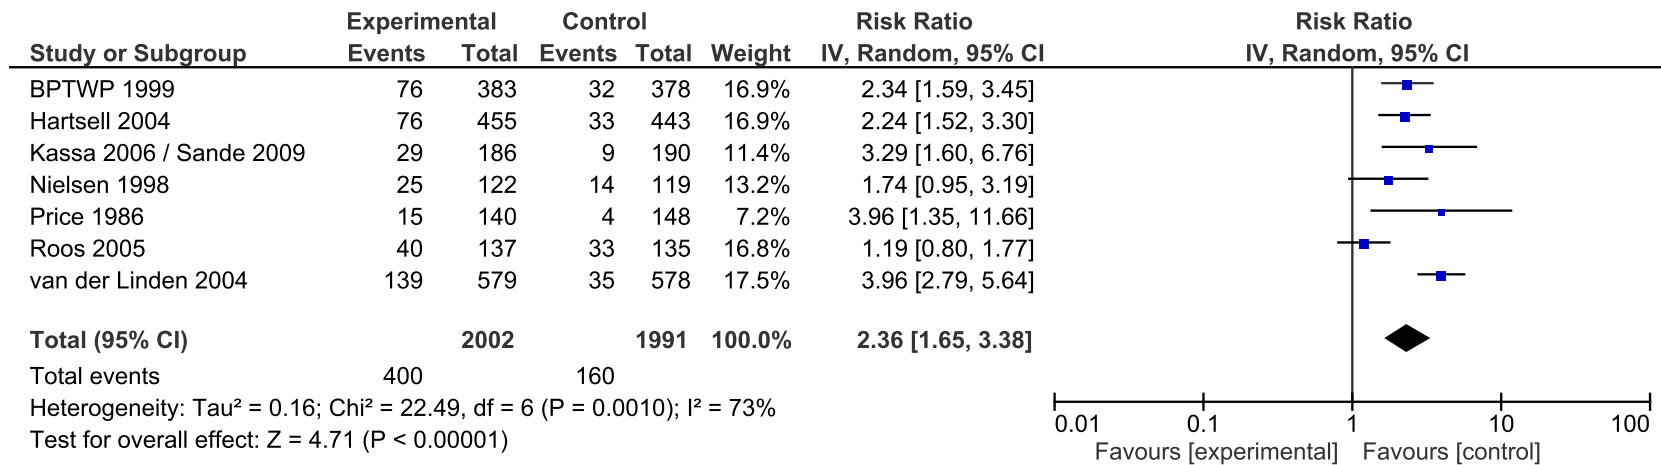 Experimental Control Risk Ratio Risk Ratio
Study or Subgroup Events Total Events Total Weight IV, Random, 95% CI IV, Random, 95% CI
BPTWP 1999 76 383 32 378 16.9% 2.34 [1.59, 3.45]
Hartsell 2004 76 455 33 443 16.9% 2.24 [1.52, 3.30]
Kassa 2006 / Sande 2009 29 186 9 190 11.4% 3.29 [1.60, 6.76]
Nielsen 1998 25 122 14 119 13.2% 1.74 [0.95, 3.19]
Price 1986 15 140 4 148 7.2% 3.96 [1.35, 11.66]
Roos 2005 40 137 33 135 16.8% 1.19 [0.80, 1.77]
van der Linden 2004 139 579 35 578 17.5% 3.96 [2.79, 5.64]
Total (95% CI) 2002 1991 100.0% 2.36 [1.65, 3.38]
Total events 400 160
Heterogeneity: Tau² = 0.16; Chi² = 22.49, df = 6 (P = 0.0010); I² = 73%
Test for overall effect: Z = 4.71 (P < 0.00001)
0.01 0.1 1 10 100
Favours [experimental] Favours [control]